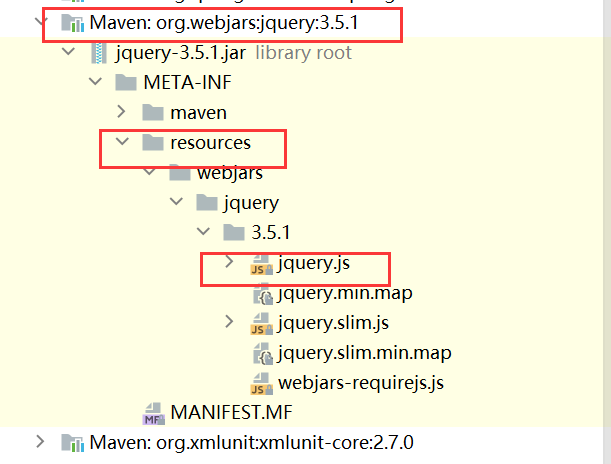 Maven: org.webjars:jquery:3.5.1
jquery-3.5.1.jar library root
META-INF
maven
resources
webjars
jquery
3.5.1
JS jquery.js
jquery.min.map
JS jquery.slim.js
jquery.slim.min.map
JS webjars-requirejs.js
MF MANIFEST.MF
Maven: org.xmlunit:xmlunit-core:2.7.0